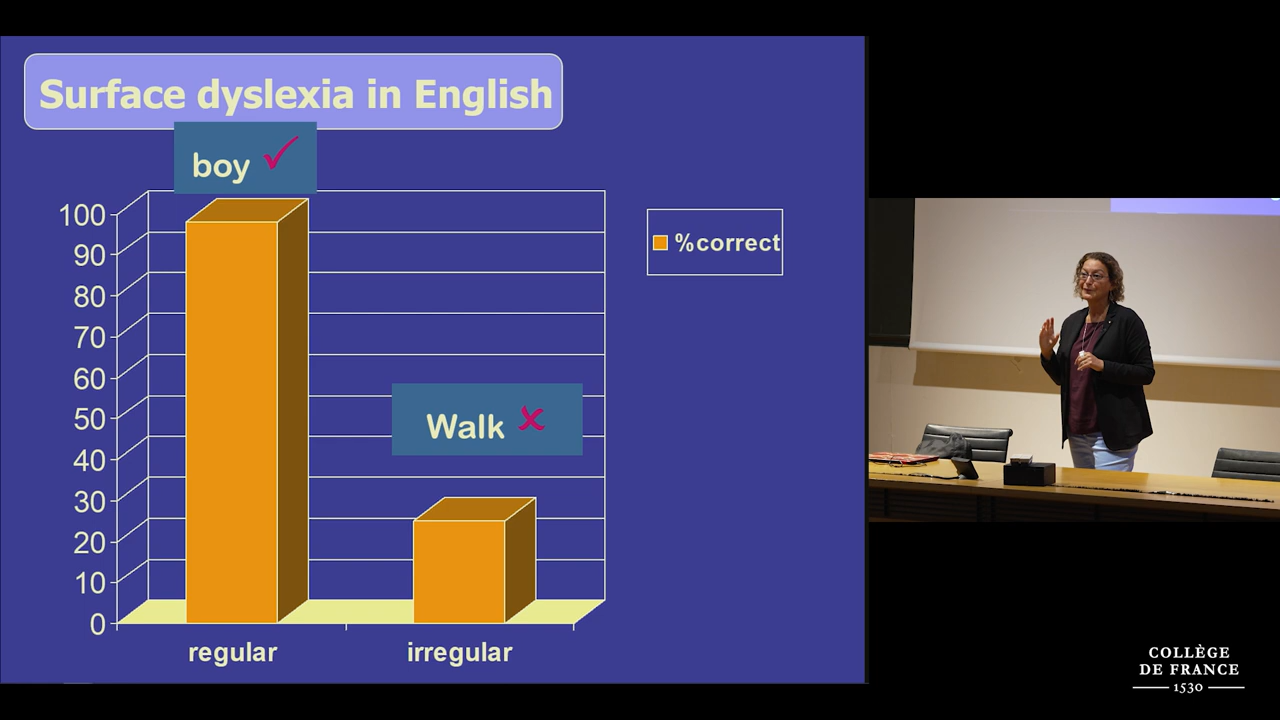 Surface dyslexia in English
boy ✓
100
90
80
70
60
50
40
30
20
10
0
%correct
Walk ✗
regular
irregular
COLLÈGE
DE FRANCE
1530